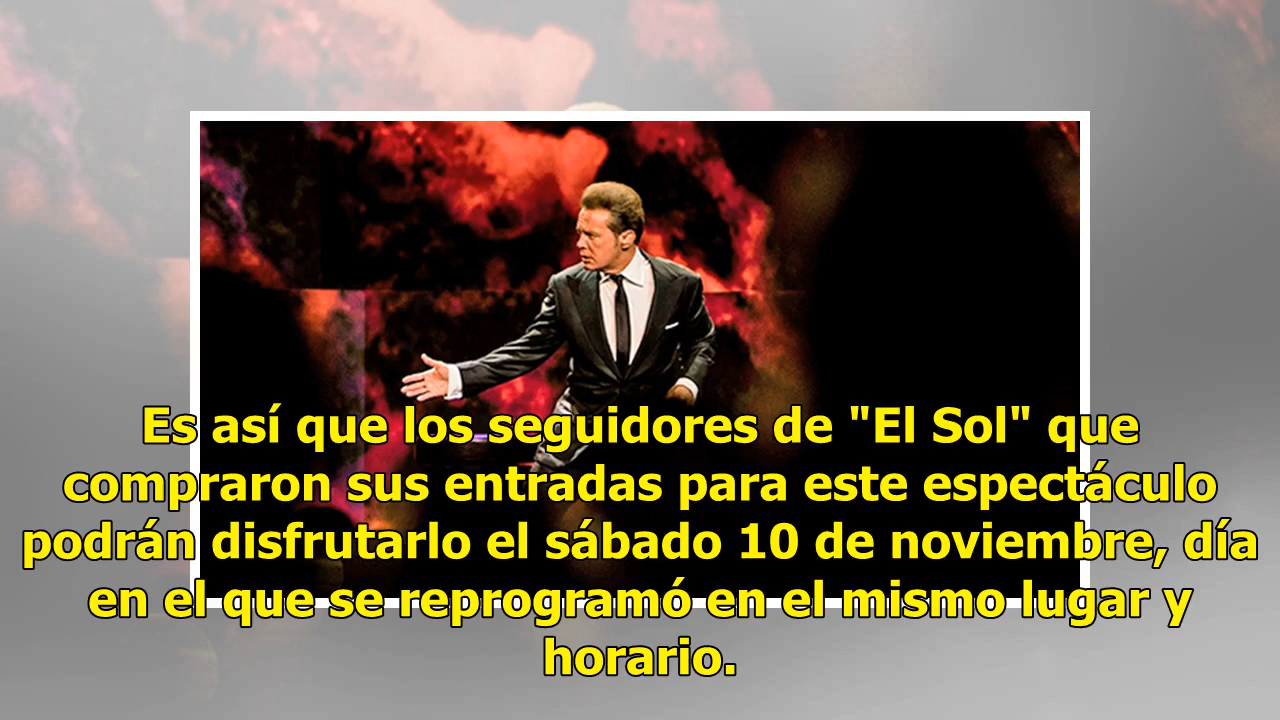 Es así que los seguidores de "El Sol" que
compraron sus entradas para este espectáculo
podrán disfrutarlo el sábado 10 de noviembre, día
en el que se reprogramó en el mismo lugar y
horario.